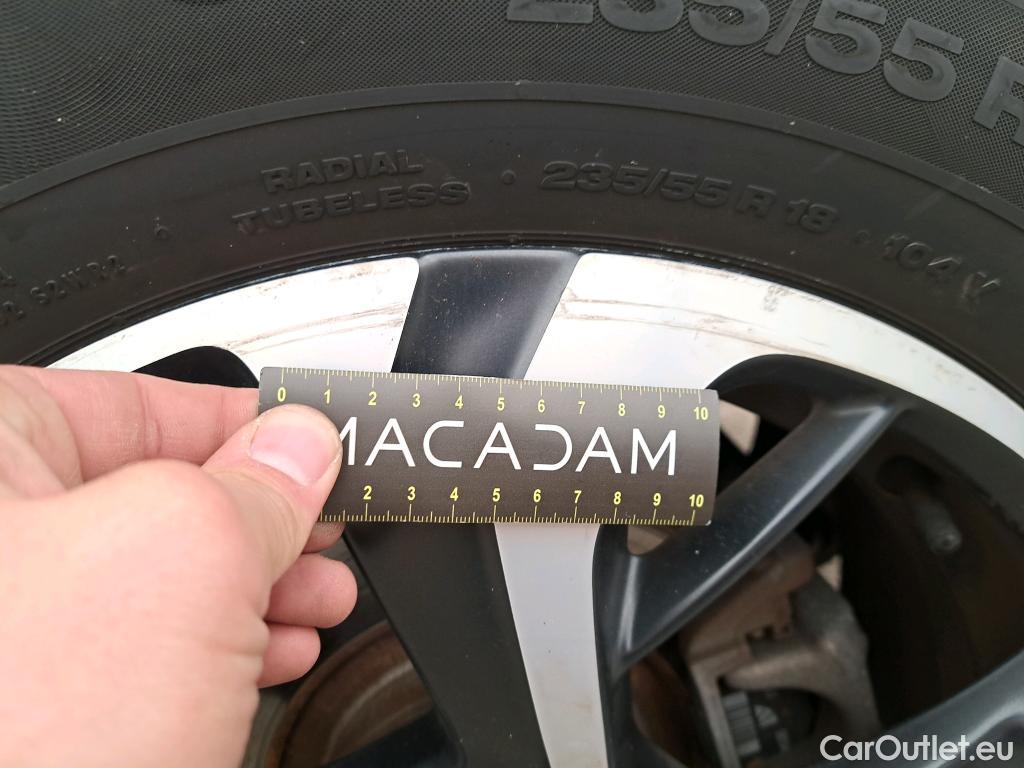 235/55 R
RADIAL
TUBELESS
235/55 R 18
104 V
0 1 2 3 4 5 6 7 8 9 10
MACADAM
2 3 4 5 6 7 8 9 10
CarOutlet.eu